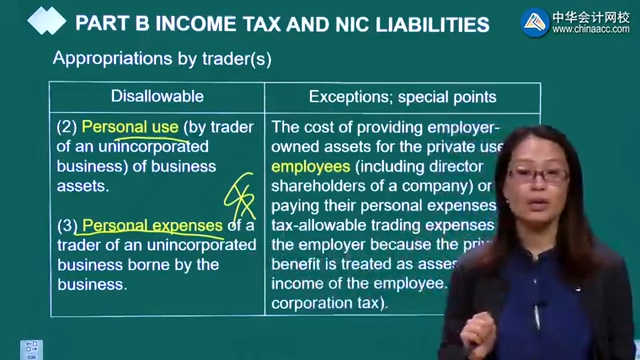 PART B INCOME TAX AND NIC LIABILITIES
中华会计网校
www.chinaacc.com
Appropriations by trader(s)
Disallowable
Exceptions; special points
(2) Personal use (by trader
of an unincorporated
business) of business
assets.
(3) Personal expenses of a
trader of an unincorporated
business borne by the
business.
The cost of providing employer-
owned assets for the private use
employees (including director
shareholders of a company) or
paying their personal expenses
tax-allowable trading expenses
the employer because the
benefit is treated as
income of the employee.
corporation tax).